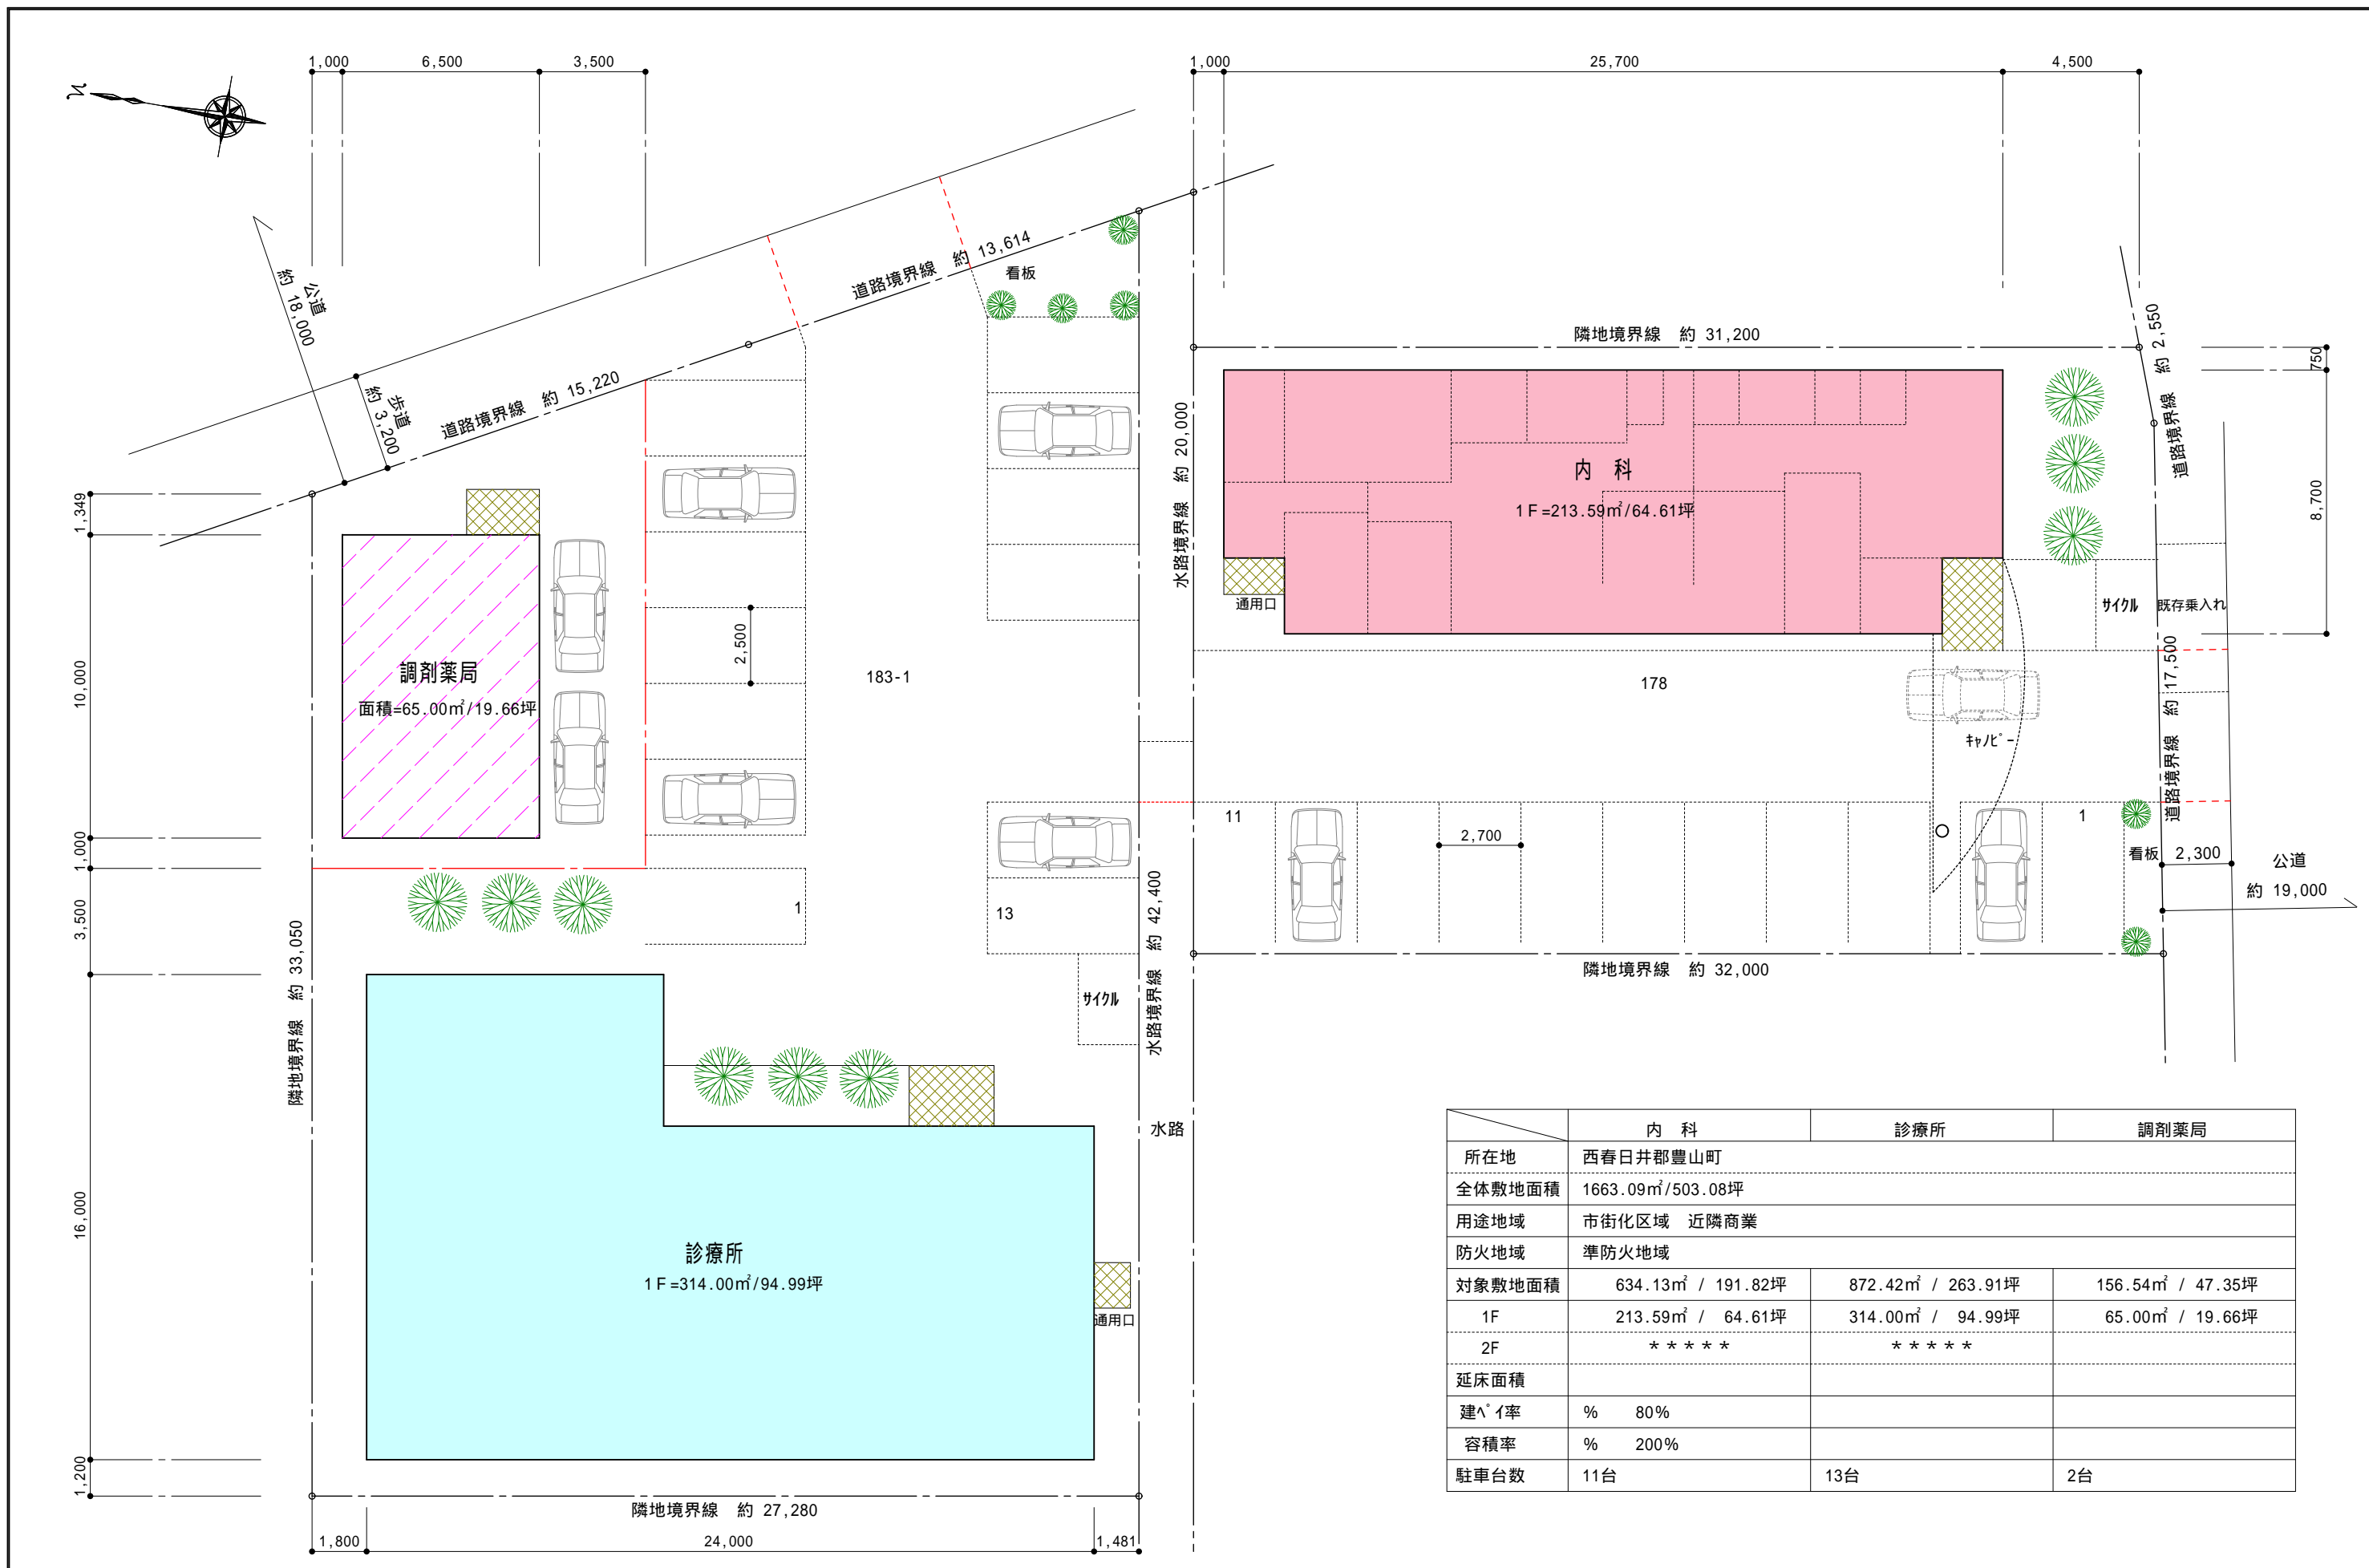 1,000
6,500
3,500
1,000
25,700
4,500
N
公道
約 18,000
歩道
約 3,200
道路境界線　約 15,220
道路境界線　約 13,614
看板
水路境界線　約 20,000
隣地境界線　約 31,200
道路境界線　約 2,550
750
8,700
内　科
1F=213.59㎡/64.61坪
通用口
ｻｲｸﾙ
既存乗入れ
1,349
10,000
1,000
3,500
16,000
1,200
調剤薬局
面積=65.00㎡/19.66坪
2,500
183-1
178
ｷｬﾉﾋﾟｰ
道路境界線　約 17,500
11
2,700
1
看板
2,300
公道
約 19,000
1
13
隣地境界線　約 33,050
水路境界線　約 42,400
隣地境界線　約 32,000
ｻｲｸﾙ
水路
診療所
1F=314.00㎡/94.99坪
通用口
隣地境界線　約 27,280
1,800
24,000
1,481
内　科　診療所　調剤薬局
所在地　西春日井郡豊山町
全体敷地面積　1663.09㎡/503.08坪
用途地域　市街化区域　近隣商業
防火地域　準防火地域
対象敷地面積　634.13㎡ / 191.82坪　872.42㎡ / 263.91坪　156.54㎡ / 47.35坪
1F　213.59㎡ / 64.61坪　314.00㎡ / 94.99坪　65.00㎡ / 19.66坪
2F　＊＊＊＊＊　＊＊＊＊＊
延床面積
建ﾍﾟｲ率　%　80%
容積率　%　200%
駐車台数　11台　13台　2台